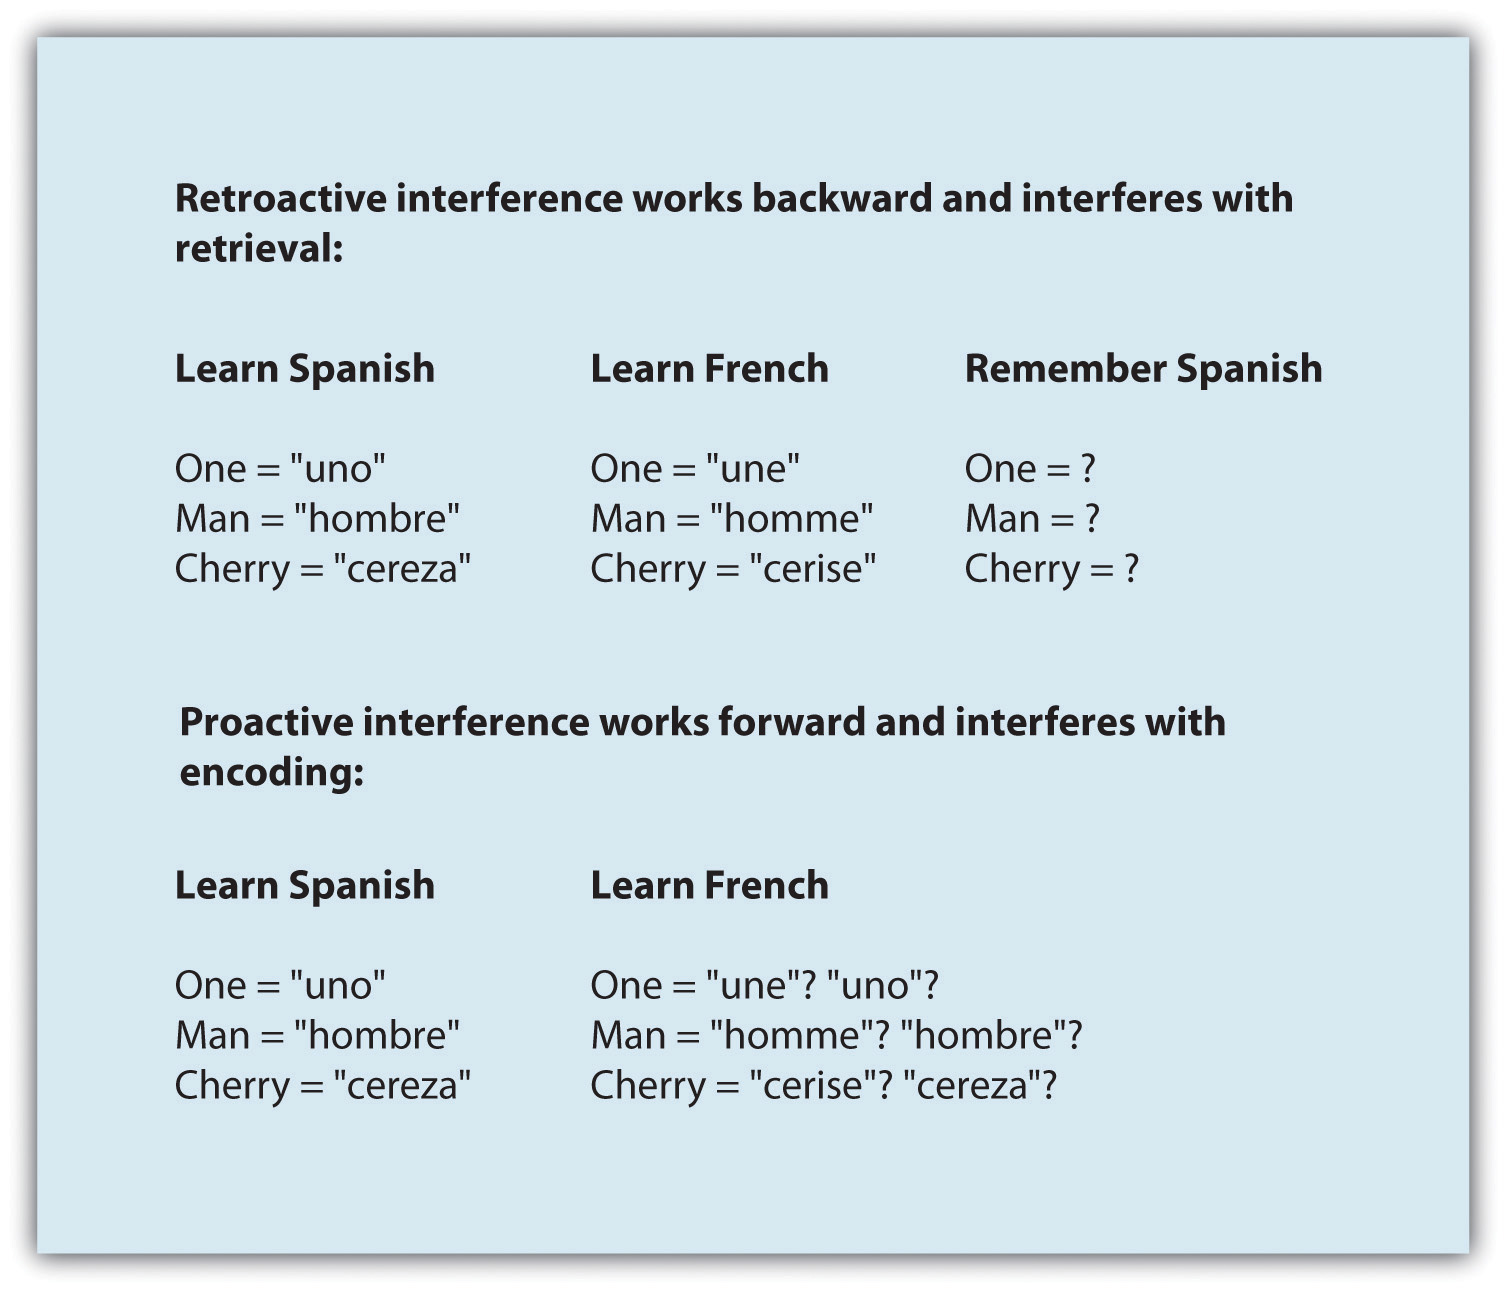 Retroactive interference works backward and interferes with
retrieval:
Learn Spanish Learn French Remember Spanish
One = "uno" One = "une" One = ?
Man = "hombre" Man = "homme" Man = ?
Cherry = "cereza" Cherry = "cerise" Cherry = ?
Proactive interference works forward and interferes with
encoding:
Learn Spanish Learn French
One = "uno" One = "une"? "uno"?
Man = "hombre" Man = "homme"? "hombre"?
Cherry = "cereza" Cherry = "cerise"? "cereza"?